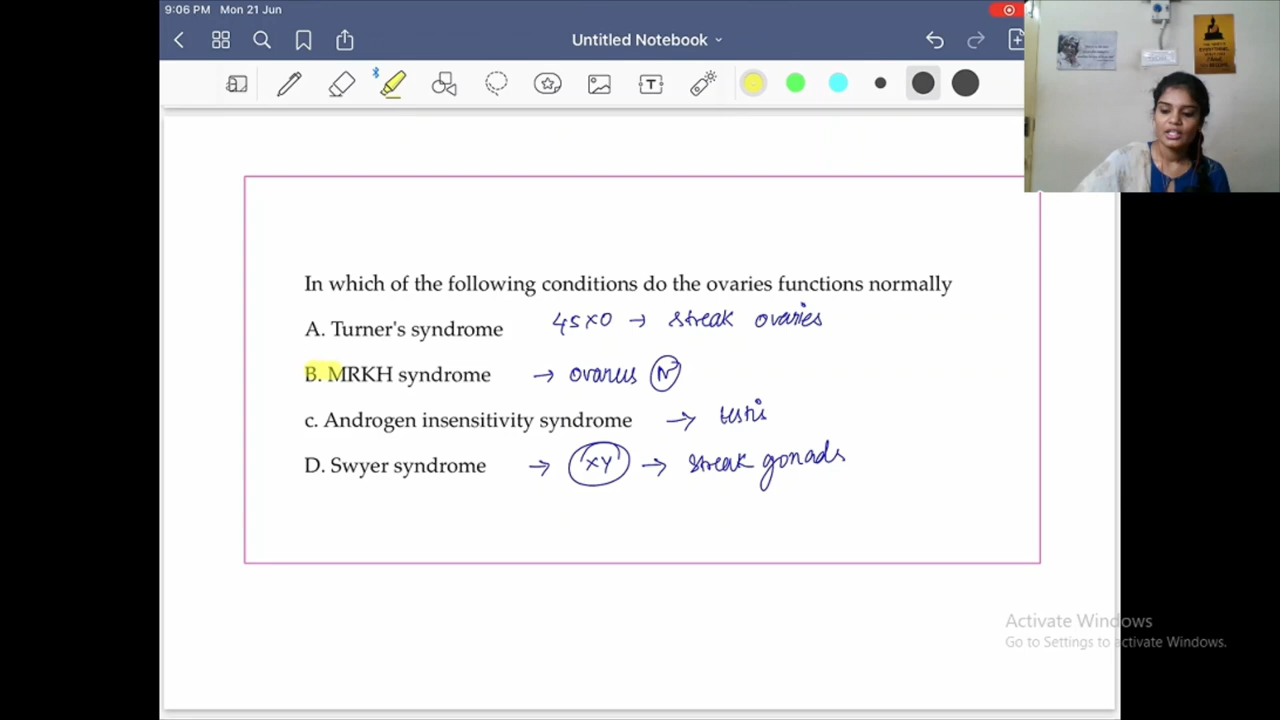 9:06 PM Mon 21 Jun
Untitled Notebook
In which of the following conditions do the ovaries functions normally
A. Turner's syndrome 45XO → streak ovaries
B. MRKH syndrome → ovaries N
c. Androgen insensitivity syndrome → testis
D. Swyer syndrome → XY → streak gonads
Activate Windows
Go to Settings to activate Windows.